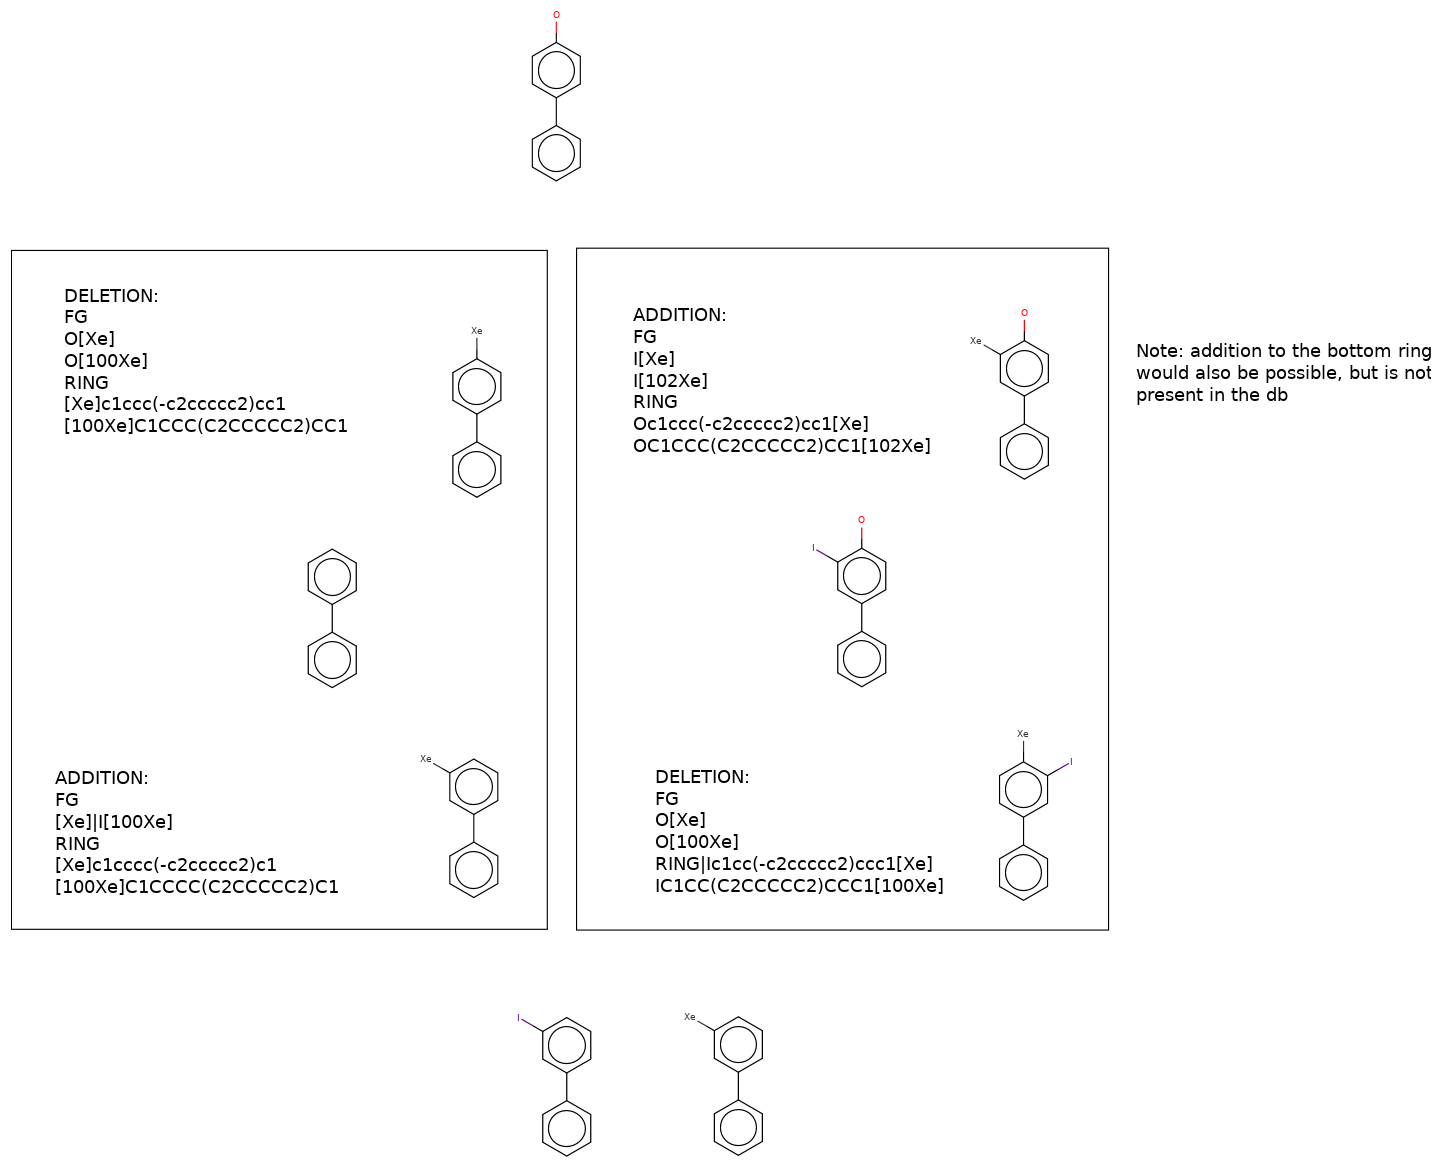 O
DELETION:
FG
O[Xe]
O[100Xe]
RING
[Xe]c1ccc(-c2ccccc2)cc1
[100Xe]C1CCC(C2CCCCC2)CC1
Xe
ADDITION:
FG
[Xe]|I[100Xe]
RING
[Xe]c1cccc(-c2ccccc2)c1
[100Xe]C1CCCC(C2CCCCC2)C1
Xe
ADDITION:
FG
I[Xe]
I[102Xe]
RING
Oc1ccc(-c2ccccc2)cc1[Xe]
OC1CCC(C2CCCCC2)CC1[102Xe]
O
Xe
O
I
DELETION:
FG
O[Xe]
O[100Xe]
RING|Ic1cc(-c2ccccc2)ccc1[Xe]
IC1CC(C2CCCCC2)CCC1[100Xe]
Xe
I
Note: addition to the bottom ring
would also be possible, but is not
present in the db
I
Xe